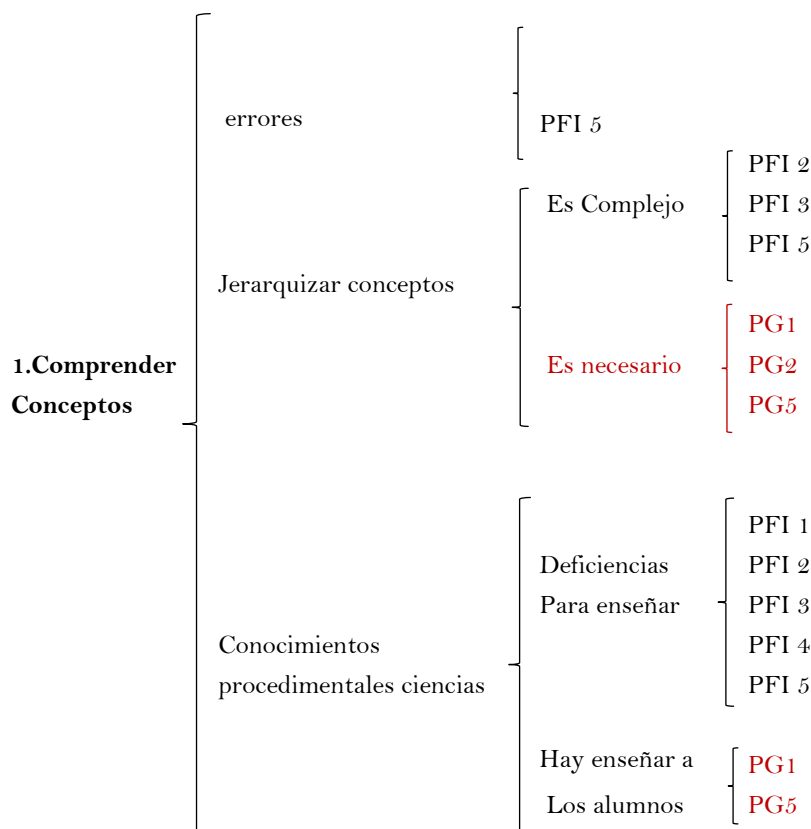 errores
PFI 5
PFI 2
Es Complejo
PFI 3
PFI 5
Jerarquizar conceptos
PG1
1.Comprender
Es necesario
PG2
Conceptos
PG5
PFI 1
Deficiencias
PFI 2
Para enseñar
PFI 3
Conocimientos
PFI 4
procedimentales ciencias
PFI 5
Hay enseñar a
PG1
Los alumnos
PG5